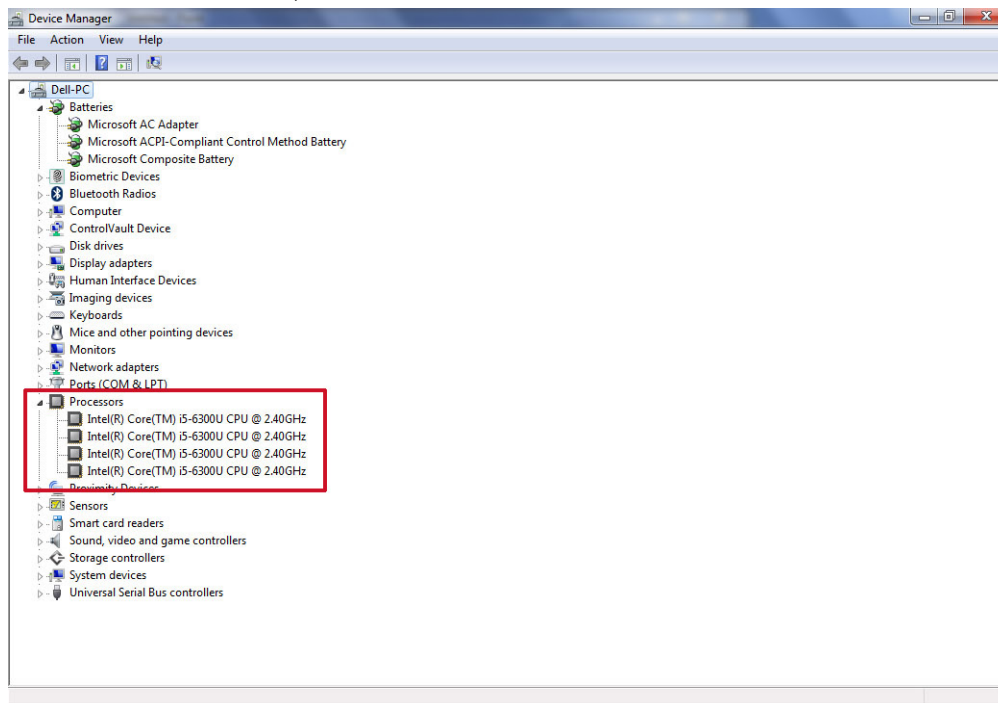 Device Manager
File Action View Help
Dell-PC
Batteries
Microsoft AC Adapter
Microsoft ACPI-Compliant Control Method Battery
Microsoft Composite Battery
Biometric Devices
Bluetooth Radios
Computer
ControlVault Device
Disk drives
Display adapters
Human Interface Devices
Imaging devices
Keyboards
Mice and other pointing devices
Monitors
Network adapters
Ports (COM & LPT)
Processors
Intel(R) Core(TM) i5-6300U CPU @ 2.40GHz
Intel(R) Core(TM) i5-6300U CPU @ 2.40GHz
Intel(R) Core(TM) i5-6300U CPU @ 2.40GHz
Intel(R) Core(TM) i5-6300U CPU @ 2.40GHz
Proximity Devices
Sensors
Smart card readers
Sound, video and game controllers
Storage controllers
System devices
Universal Serial Bus controllers